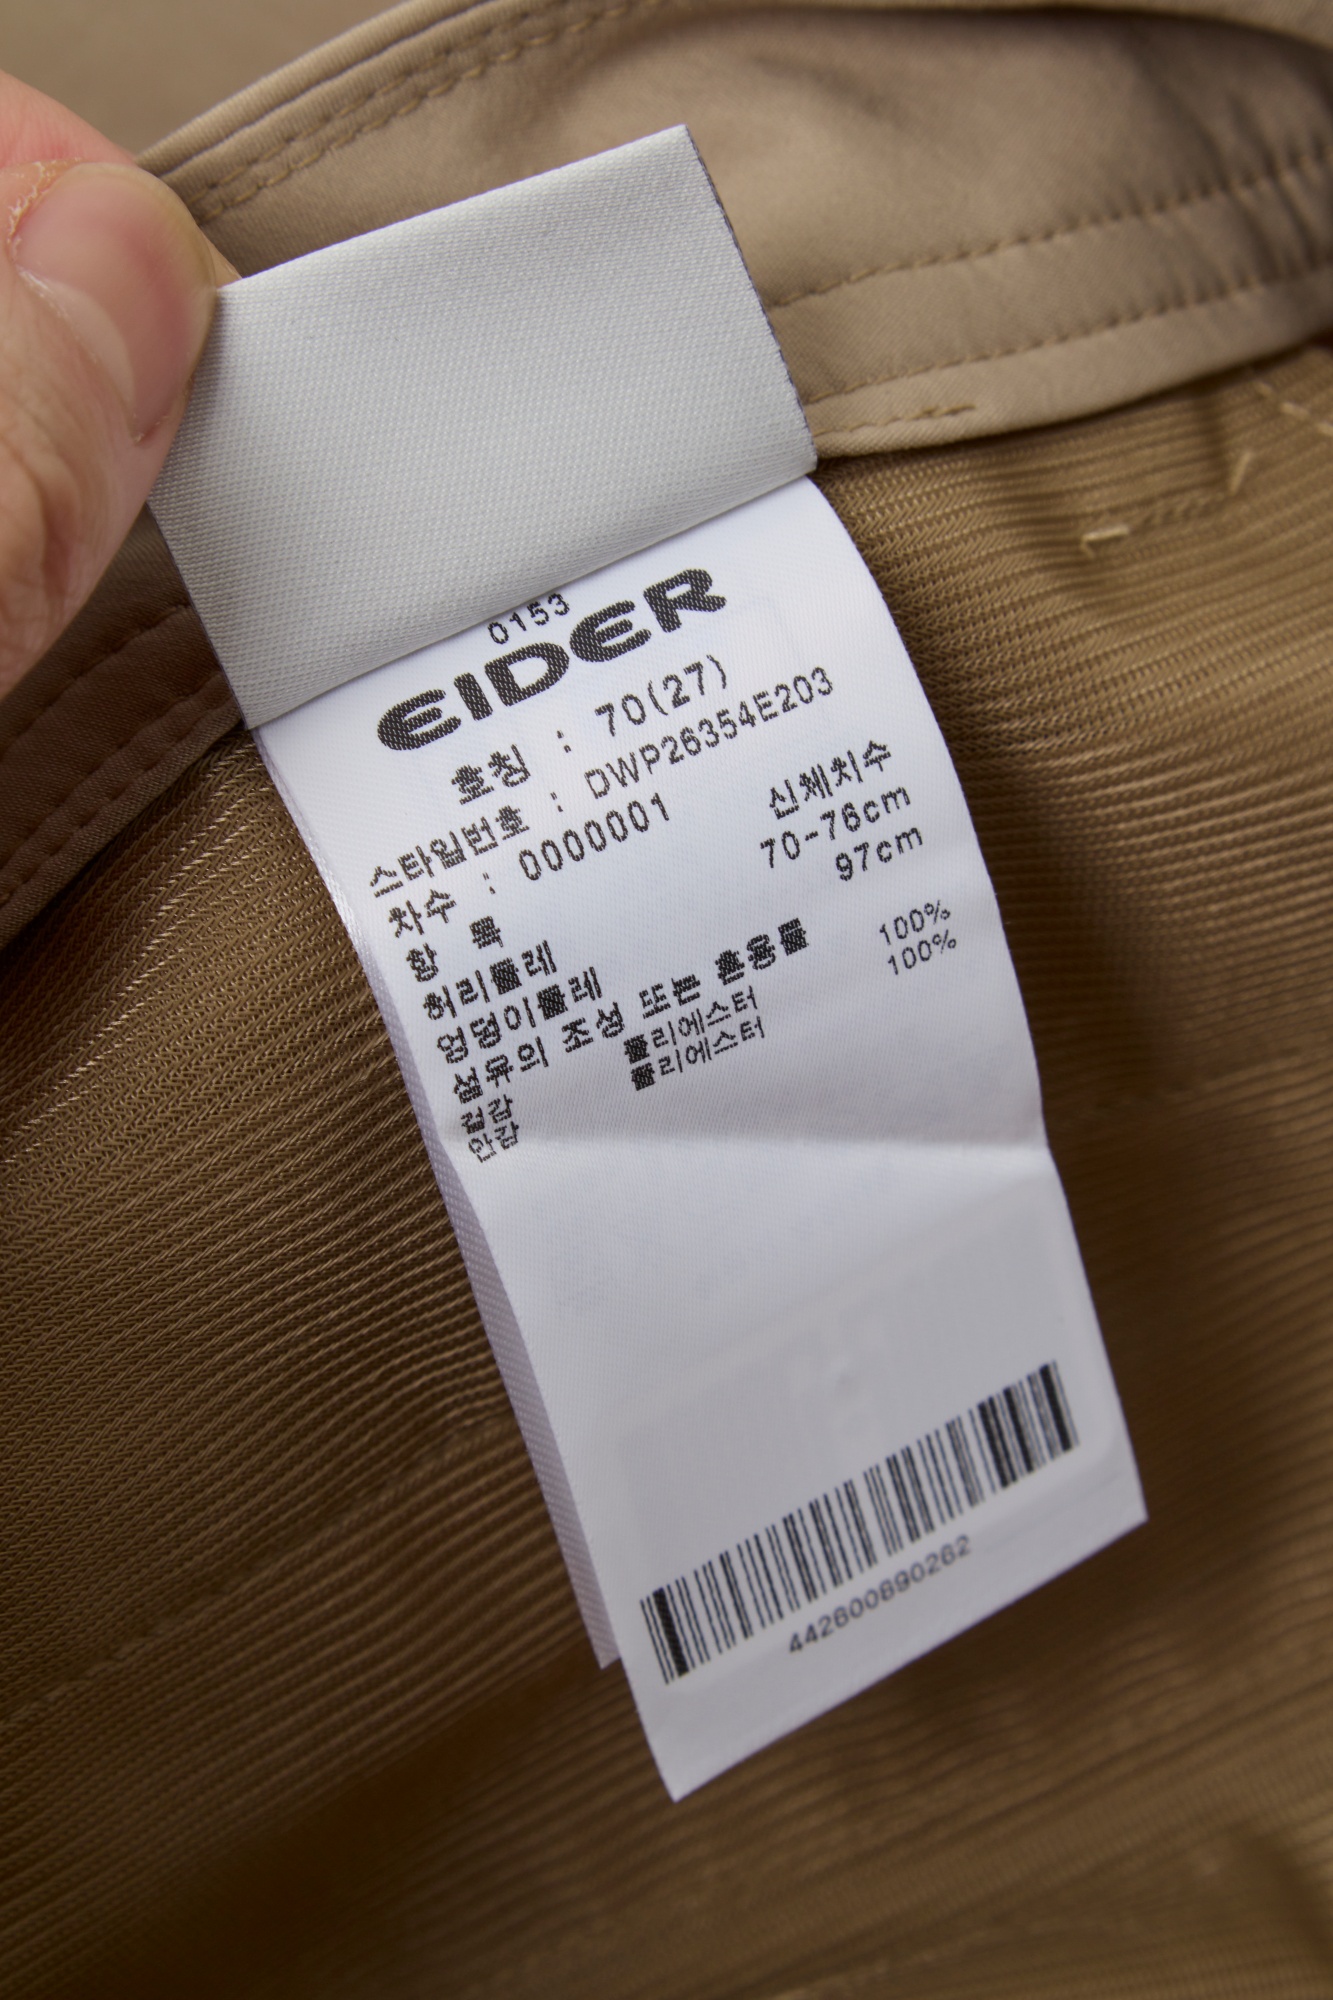 0153
EIDER
호칭 : 70(27)
스타일번호 : DWP26354E203
차수 : 0000001
항 목 신체치수
허리둘레 70-76cm
엉덩이둘레 97cm
섬유의 조성 또는 혼용률
겉감 폴리에스터 100%
안감 폴리에스터 100%
442600890262